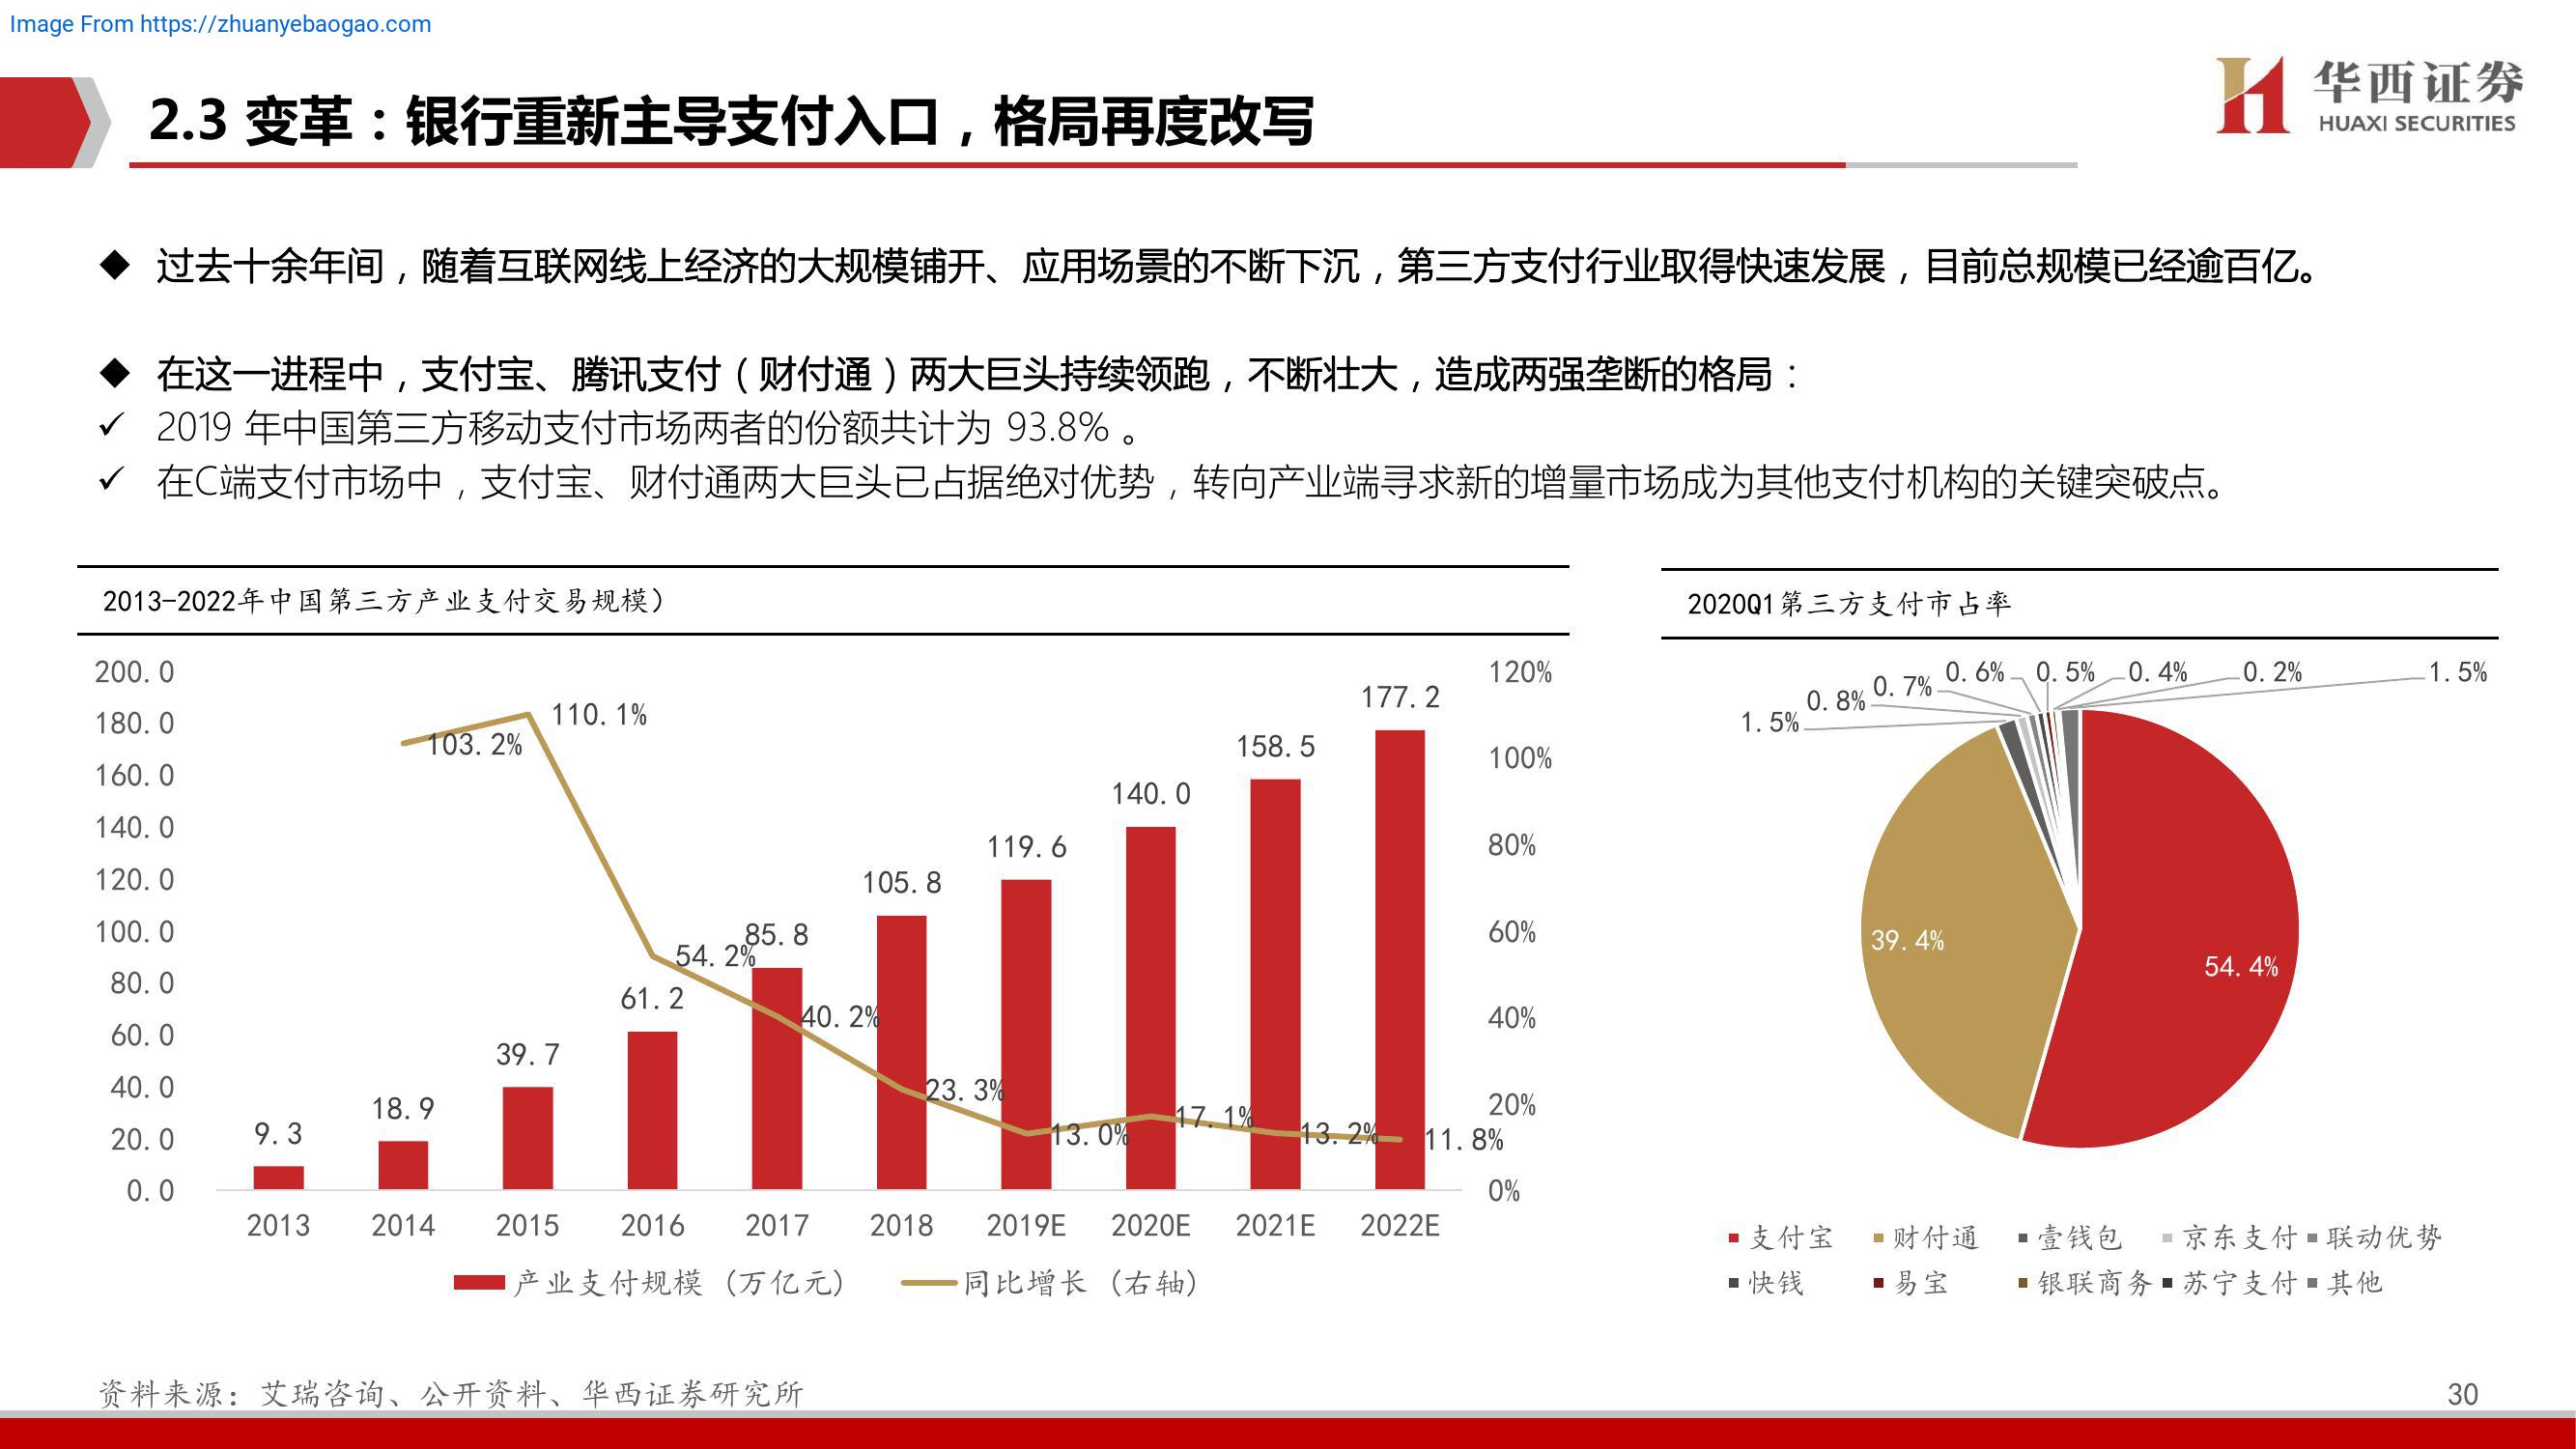 Image From https://zhuanyebaogao.com
华西证券
HUAXI SECURITIES
2.3 变革：银行重新主导支付入口，格局再度改写
◆ 过去十余年间，随着互联网线上经济的大规模铺开、应用场景的不断下沉，第三方支付行业取得快速发展，目前总规模已经逾百亿。
◆ 在这一进程中，支付宝、腾讯支付（财付通）两大巨头持续领跑，不断壮大，造成两强垄断的格局：
✓ 2019 年中国第三方移动支付市场两者的份额共计为 93.8% 。
✓ 在C端支付市场中，支付宝、财付通两大巨头已占据绝对优势，转向产业端寻求新的增量市场成为其他支付机构的关键突破点。
2013-2022年中国第三方产业支付交易规模）
200.0
180.0
160.0
140.0
120.0
100.0
80.0
60.0
40.0
20.0
0.0
120%
100%
80%
60%
40%
20%
0%
9.3
18.9
39.7
61.2
85.8
105.8
119.6
140.0
158.5
177.2
103.2%
110.1%
54.2%
40.2%
23.3%
13.0%
17.1%
13.2%
11.8%
2013 2014 2015 2016 2017 2018 2019E 2020E 2021E 2022E
产业支付规模（万亿元） 同比增长（右轴）
2020Q1第三方支付市占率
1.5% 0.8% 0.7% 0.6% 0.5% 0.4% 0.2% 1.5%
39.4%
54.4%
支付宝 财付通 壹钱包 京东支付 联动优势
快钱 易宝 银联商务 苏宁支付 其他
资料来源：艾瑞咨询、公开资料、华西证券研究所
30